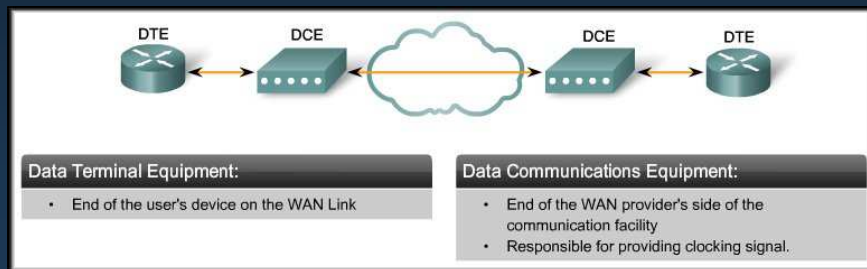 DTE DCE DCE DTE
Data Terminal Equipment:
• End of the user's device on the WAN Link
Data Communications Equipment:
• End of the WAN provider's side of the
communication facility
• Responsible for providing clocking signal.